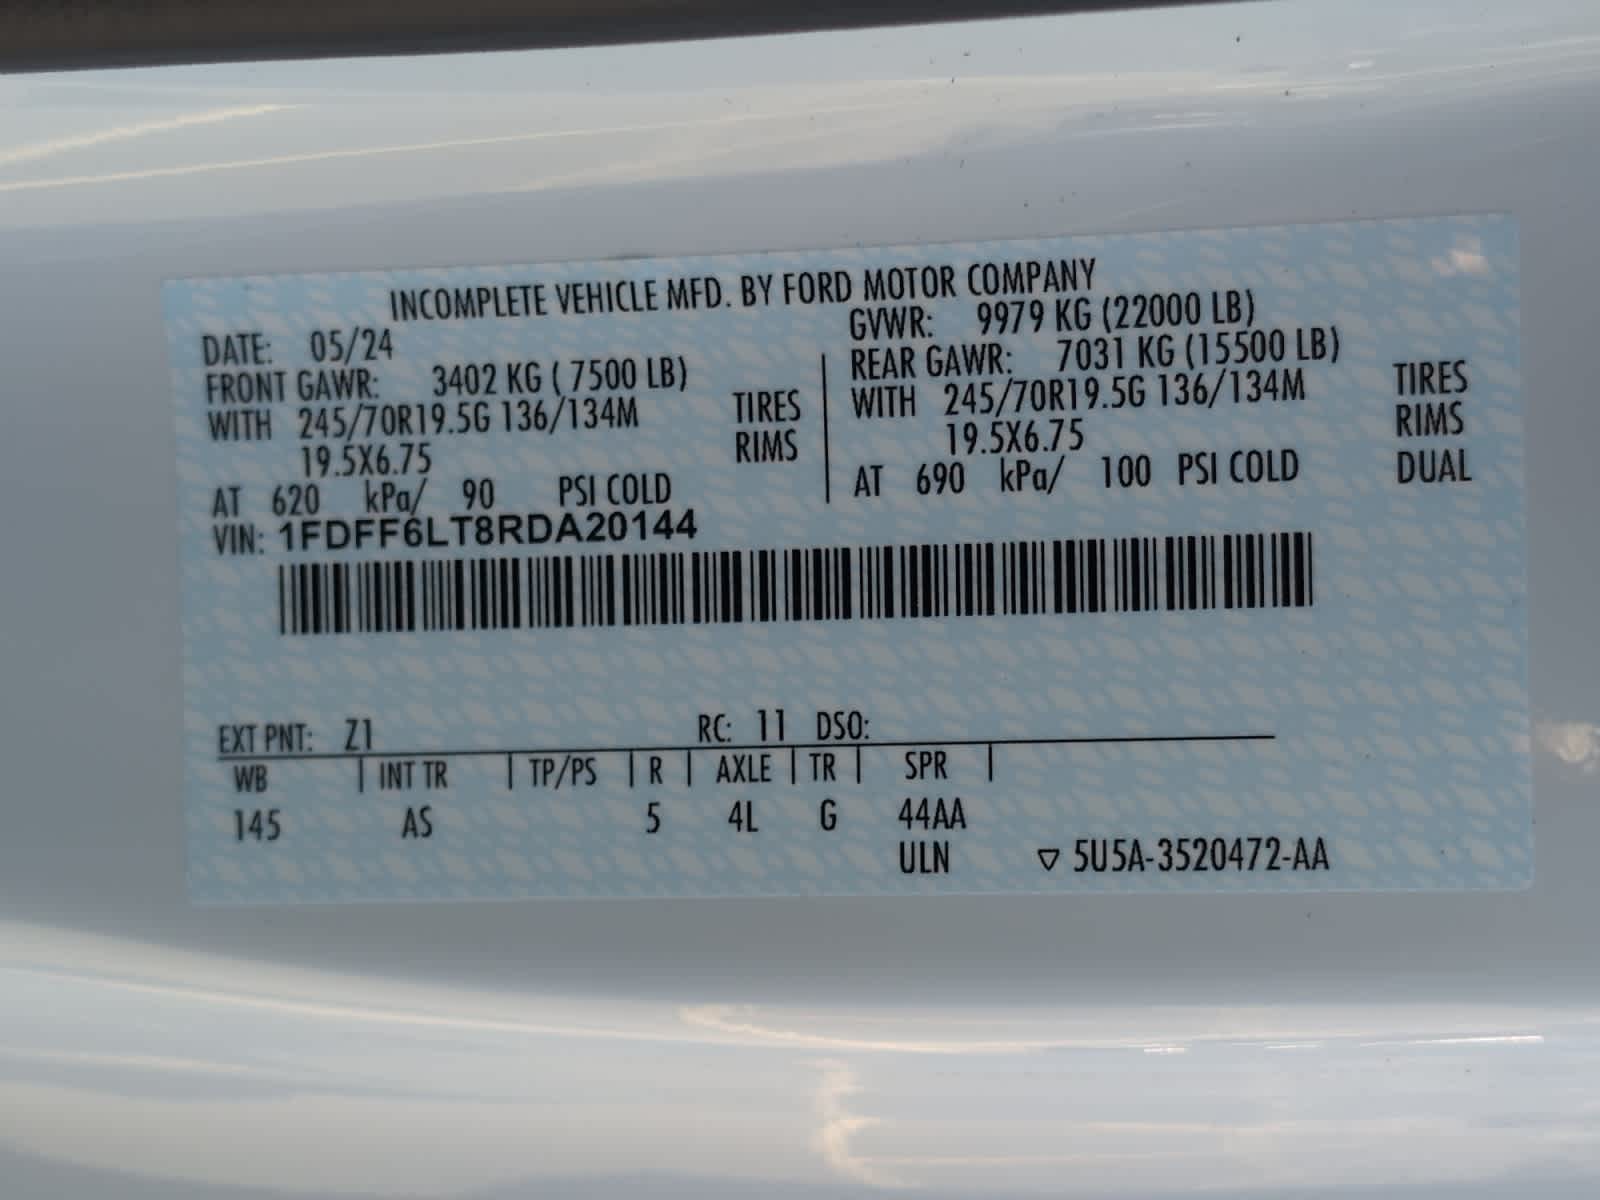 INCOMPLETE VEHICLE MFD. BY FORD MOTOR COMPANY
DATE: 05/24
GVWR: 9979 KG (22000 LB)
FRONT GAWR: 3402 KG ( 7500 LB)
WITH 245/70R19.5G 136/134M TIRES
19.5X6.75 RIMS
AT 620 kPa/ 90 PSI COLD
REAR GAWR: 7031 KG (15500 LB)
WITH 245/70R19.5G 136/134M TIRES
19.5X6.75 RIMS
AT 690 kPa/ 100 PSI COLD DUAL
VIN: 1FDFF6LT8RDA20144
EXT PNT: Z1 RC: 11 DSO:
WB | INT TR | TP/PS | R | AXLE | TR | SPR |
145 AS 5 4L G 44AA
ULN ▽ 5U5A-3520472-AA